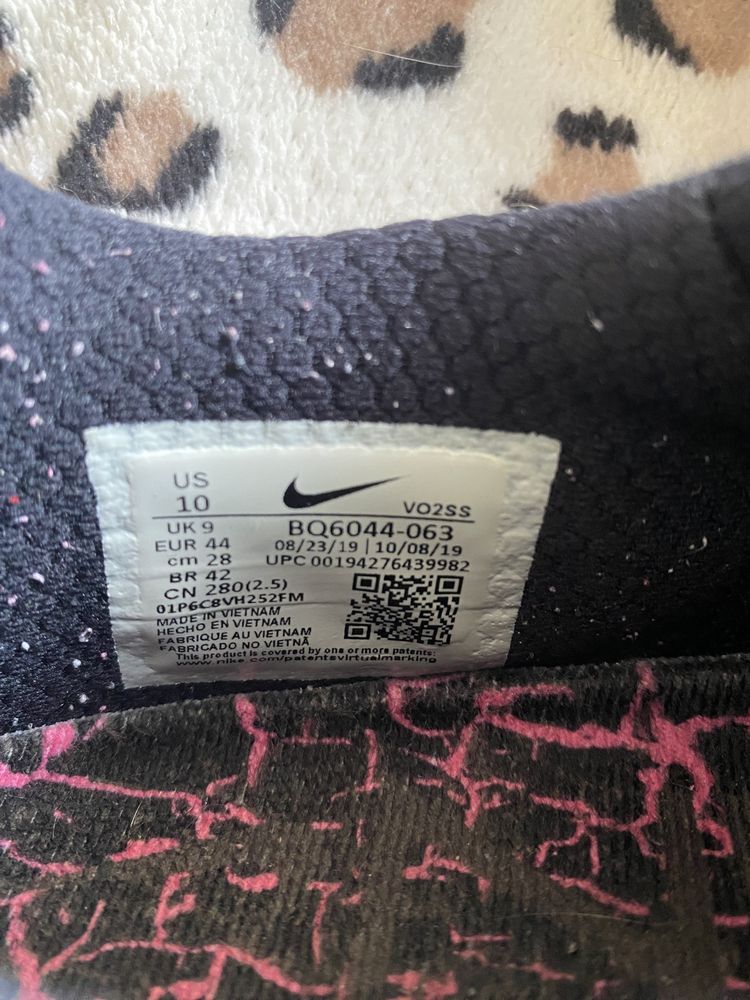 US
10
VO2SS
UK 9
BQ6044-063
EUR 44
08/23/19 | 10/08/19
cm 28
UPC 00194276439982
BR 42
CN 280(2.5)
01P6C8VH252FM
MADE IN VIETNAM
HECHO EN VIETNAM
FABRIQUE AU VIETNAM
FABRICADO NO VIETNÃ
This product is covered by one or more patents:
www.nike.com/patentsvirtualmarking